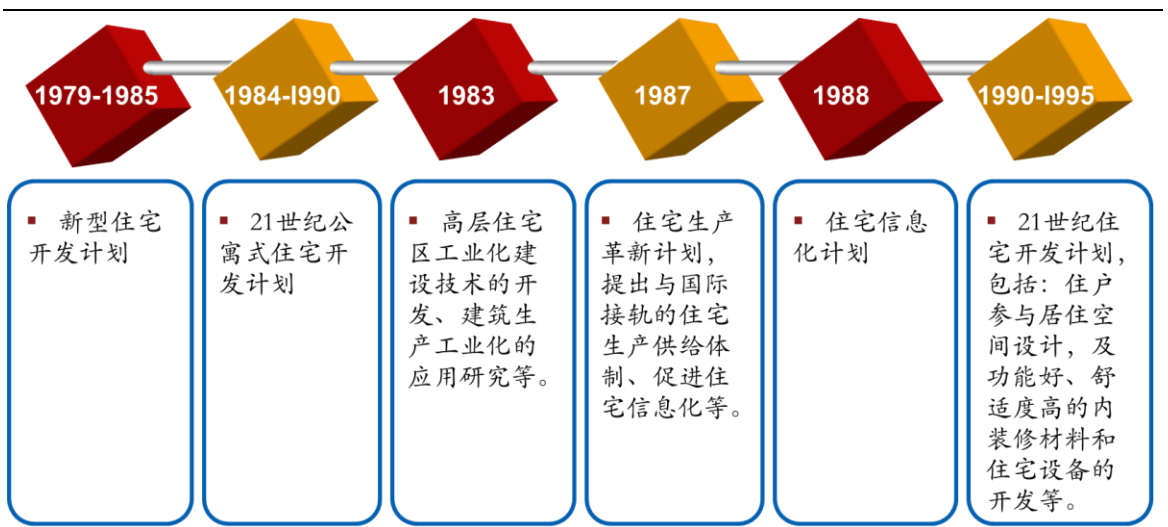 1979-1985
1984-I990
1983
1987
1988
1990-I995
▪ 新型住宅
开发计划
▪ 21世纪公
寓式住宅开
发计划
▪ 高层住宅
区工业化建
设技术的开
发、建筑生
产工业化的
应用研究等。
▪ 住宅生产
革新计划，
提出与国际
接轨的住宅
生产供给体
制、促进住
宅信息化等。
▪ 住宅信息
化计划
▪ 21世纪住
宅开发计划，
包括：住户
参与居住空
间设计，及
功能好、舒
适度高的内
装修材料和
住宅设备的
开发等。